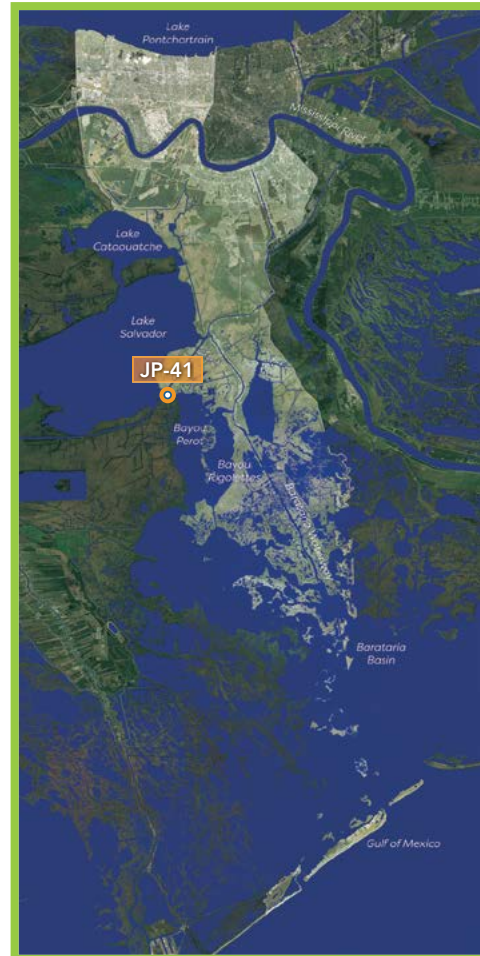 Lake
Pontchartrain
Mississippi River
Lake
Cataouatche
Lake
Salvador
JP-41
Bayou
Perot
Bayou
Rigolettes
Barataria Waterway
Barataria
Basin
Gulf of Mexico